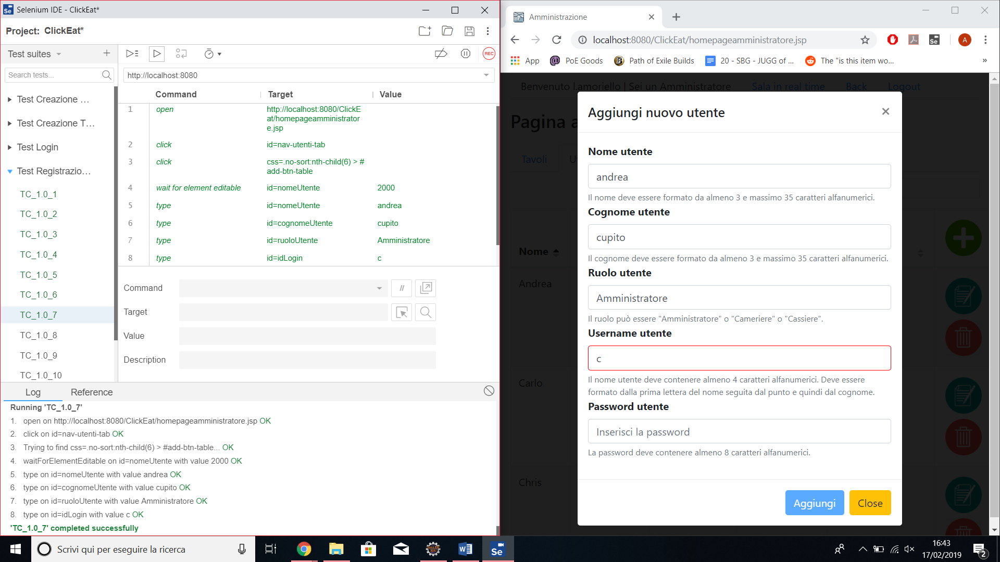 Selenium IDE - ClickEat*
Project: ClickEat*
Test suites
Search tests...
Test Creazione ...
Test Creazione T...
Test Login
Test Registrazio...
TC_1.0_1
TC_1.0_2
TC_1.0_3
TC_1.0_4
TC_1.0_5
TC_1.0_6
TC_1.0_7
TC_1.0_8
TC_1.0_9
TC_1.0_10
REC
http://localhost:8080
Command Target Value
1 open http://localhost:8080/ClickE
at/homepageamministrator
e.jsp
2 click id=nav-utenti-tab
3 click css=.no-sort:nth-child(6) > #
add-btn-table
4 wait for element editable id=nomeUtente 2000
5 type id=nomeUtente andrea
6 type id=cognomeUtente cupito
7 type id=ruoloUtente Amministratore
8 type id=idLogin c
Command //
Target
Value
Description
Log Reference
Running 'TC_1.0_7'
1. open on http://localhost:8080/ClickEat/homepageamministratore.jsp OK
2. click on id=nav-utenti-tab OK
3. Trying to find css=.no-sort:nth-child(6) > #add-btn-table... OK
4. waitForElementEditable on id=nomeUtente with value 2000 OK
5. type on id=nomeUtente with value andrea OK
6. type on id=cognomeUtente with value cupito OK
7. type on id=ruoloUtente with value Amministratore OK
8. type on id=idLogin with value c OK
'TC_1.0_7' completed successfully
Amministrazione
localhost:8080/ClickEat/homepageamministratore.jsp
Se
A
App PoE Goods Path of Exile Builds 20 - SBG - JUGG of ... The "is this item wo... »
Benvenuto l.amoriello | Sei un Amministratore Sala in real time Back Logout
Pagina a
Tavoli U
Nome
Andrea
Carlo
Chris
Aggiungi nuovo utente
Nome utente
andrea
Il nome deve essere formato da almeno 3 e massimo 35 caratteri alfanumerici.
Cognome utente
cupito
Il cognome deve essere formato da almeno 3 e massimo 35 caratteri alfanumerici.
Ruolo utente
Amministratore
Il ruolo può essere "Amministratore" o "Cameriere" o "Cassiere".
Username utente
c
Il nome utente deve contenere almeno 4 caratteri alfanumerici. Deve essere
formato dalla prima lettera del nome seguita dal punto e quindi dal cognome.
Password utente
Inserisci la password
La password deve contenere almeno 8 caratteri alfanumerici.
Aggiungi Close
Scrivi qui per eseguire la ricerca
Se
16:43
17/02/2019
2